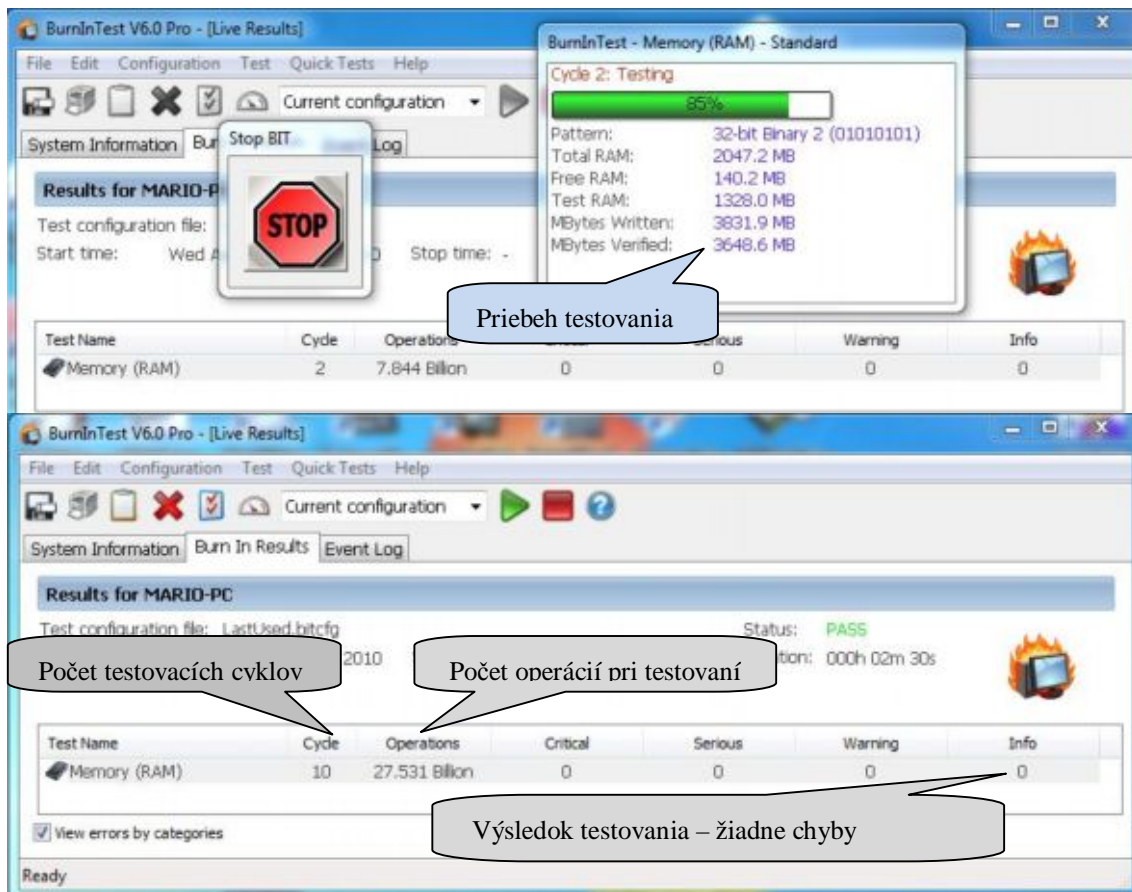 BurnInTest V6.0 Pro - [Live Results]
File Edit Configuration Test Quick Tests Help
Current configuration
System Information
Log
Stop BIT
STOP
Results for MARIO-P
Test configuration file:
Start time: Wed A
Stop time: -
BurnInTest - Memory (RAM) - Standard
Cycle 2: Testing
85%
Pattern: 32-bit Binary 2 (01010101)
Total RAM: 2047.2 MB
Free RAM: 140.2 MB
Test RAM: 1328.0 MB
MBytes Written: 3831.9 MB
MBytes Verified: 3648.6 MB
Priebeh testovania
Test Name Cycle Operations Serious Warning Info
Memory (RAM) 2 7.844 Billion 0 0 0 0
BurnInTest V6.0 Pro - [Live Results]
File Edit Configuration Test Quick Tests Help
Current configuration
System Information Burn In Results Event Log
Results for MARIO-PC
Test configuration file: LastUsed.bitcfg Status: PASS
2010 000h 02m 30s
Počet testovacích cyklov
Počet operácií pri testovaní
Test Name Cycle Operations Critical Serious Warning Info
Memory (RAM) 10 27.531 Billion 0 0 0 0
Výsledok testovania – žiadne chyby
View errors by categories
Ready